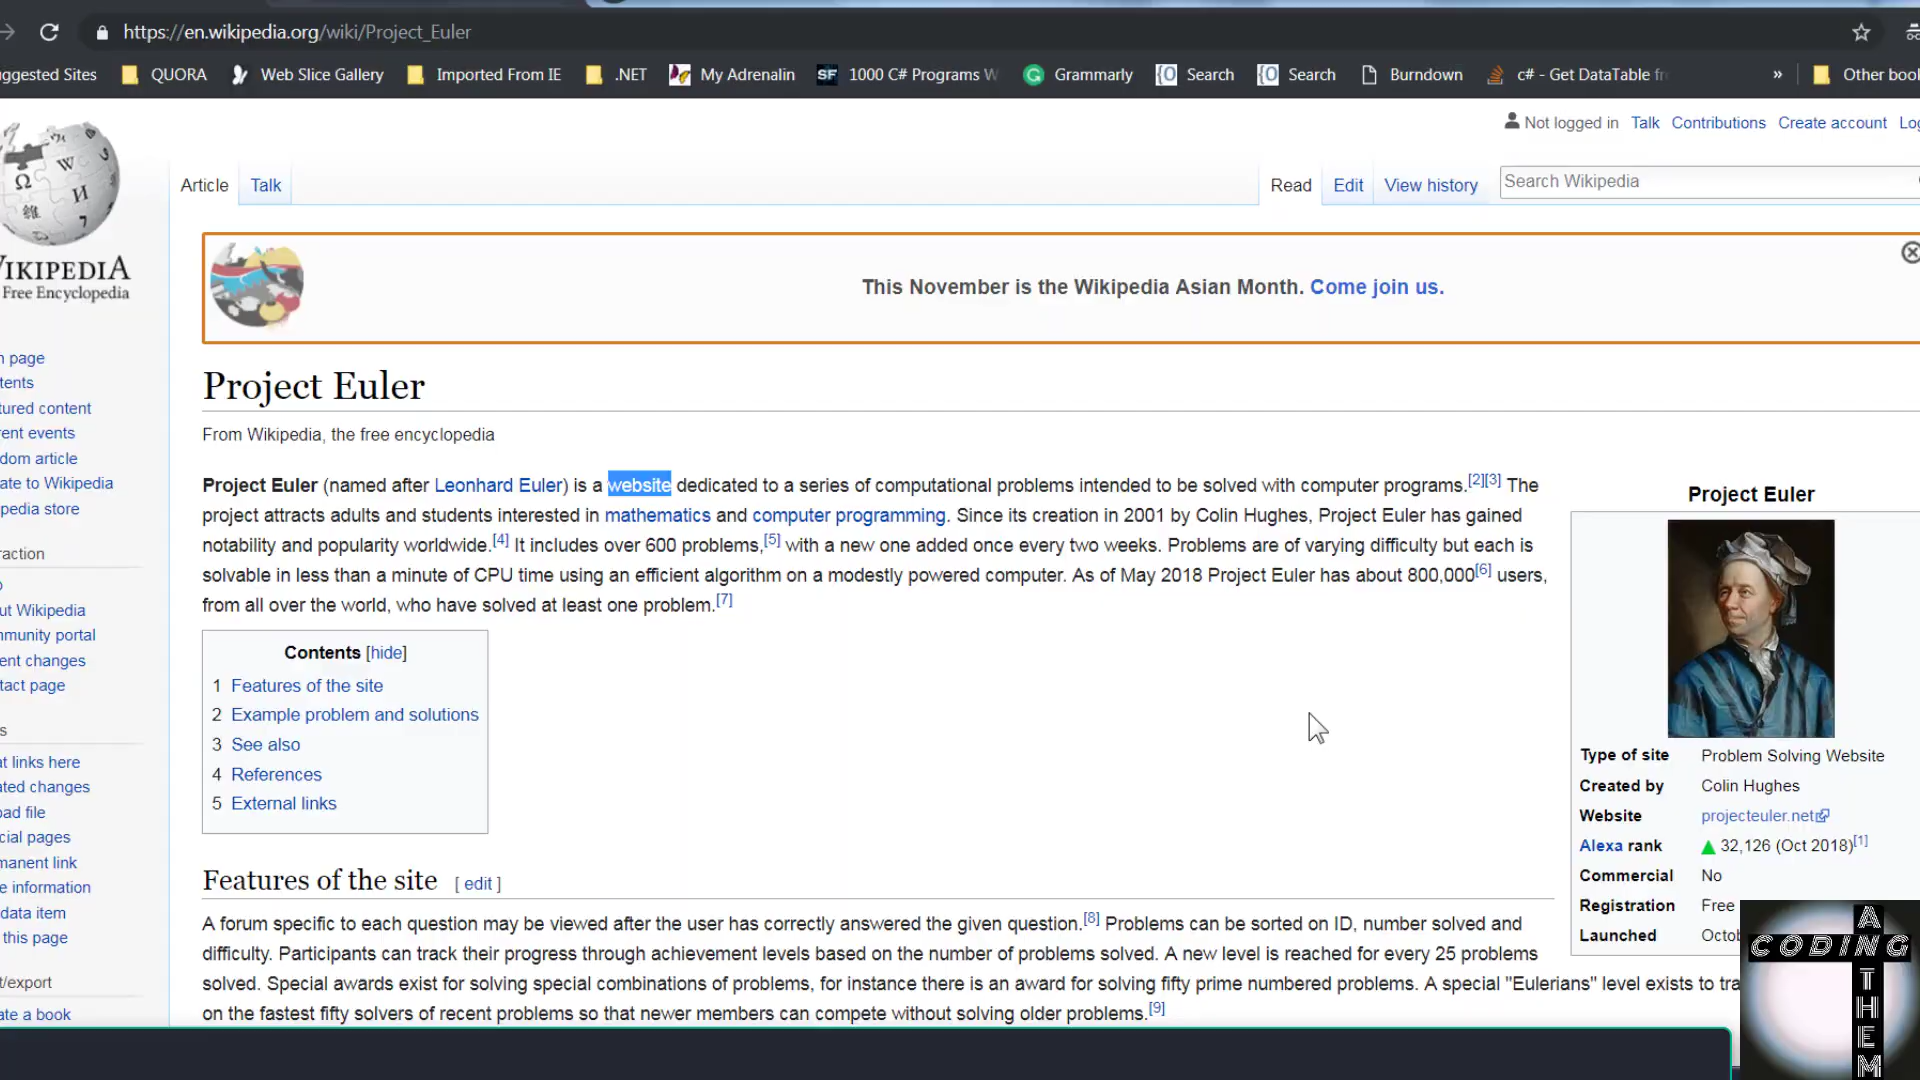 https://en.wikipedia.org/wiki/Project_Euler
ggested Sites QUORA Web Slice Gallery Imported From IE .NET My Adrenalin SF 1000 C# Programs W Grammarly Search Search Burndown c# - Get DataTable fr » Other book
Not logged in Talk Contributions Create account Log
Article Talk Read Edit View history Search Wikipedia
This November is the Wikipedia Asian Month. Come join us.
IKIPEDIA
Free Encyclopedia
n page
tents
tured content
rent events
dom article
ate to Wikipedia
pedia store
raction
ut Wikipedia
mmunity portal
ent changes
tact page
s
at links here
ated changes
oad file
cial pages
manent link
e information
data item
this page
t/export
ate a book
Project Euler
From Wikipedia, the free encyclopedia
Project Euler (named after Leonhard Euler) is a website dedicated to a series of computational problems intended to be solved with computer programs.[2][3] The
project attracts adults and students interested in mathematics and computer programming. Since its creation in 2001 by Colin Hughes, Project Euler has gained
notability and popularity worldwide.[4] It includes over 600 problems,[5] with a new one added once every two weeks. Problems are of varying difficulty but each is
solvable in less than a minute of CPU time using an efficient algorithm on a modestly powered computer. As of May 2018 Project Euler has about 800,000[6] users,
from all over the world, who have solved at least one problem.[7]
Contents [hide]
1 Features of the site
2 Example problem and solutions
3 See also
4 References
5 External links
Features of the site [ edit ]
A forum specific to each question may be viewed after the user has correctly answered the given question.[8] Problems can be sorted on ID, number solved and
difficulty. Participants can track their progress through achievement levels based on the number of problems solved. A new level is reached for every 25 problems
solved. Special awards exist for solving special combinations of problems, for instance there is an award for solving fifty prime numbered problems. A special "Eulerians" level exists to tra
on the fastest fifty solvers of recent problems so that newer members can compete without solving older problems.[9]
Project Euler
Type of site Problem Solving Website
Created by Colin Hughes
Website projecteuler.net
Alexa rank 32,126 (Oct 2018)[1]
Commercial No
Registration Free
Launched Octo
CODING
ANTHEM